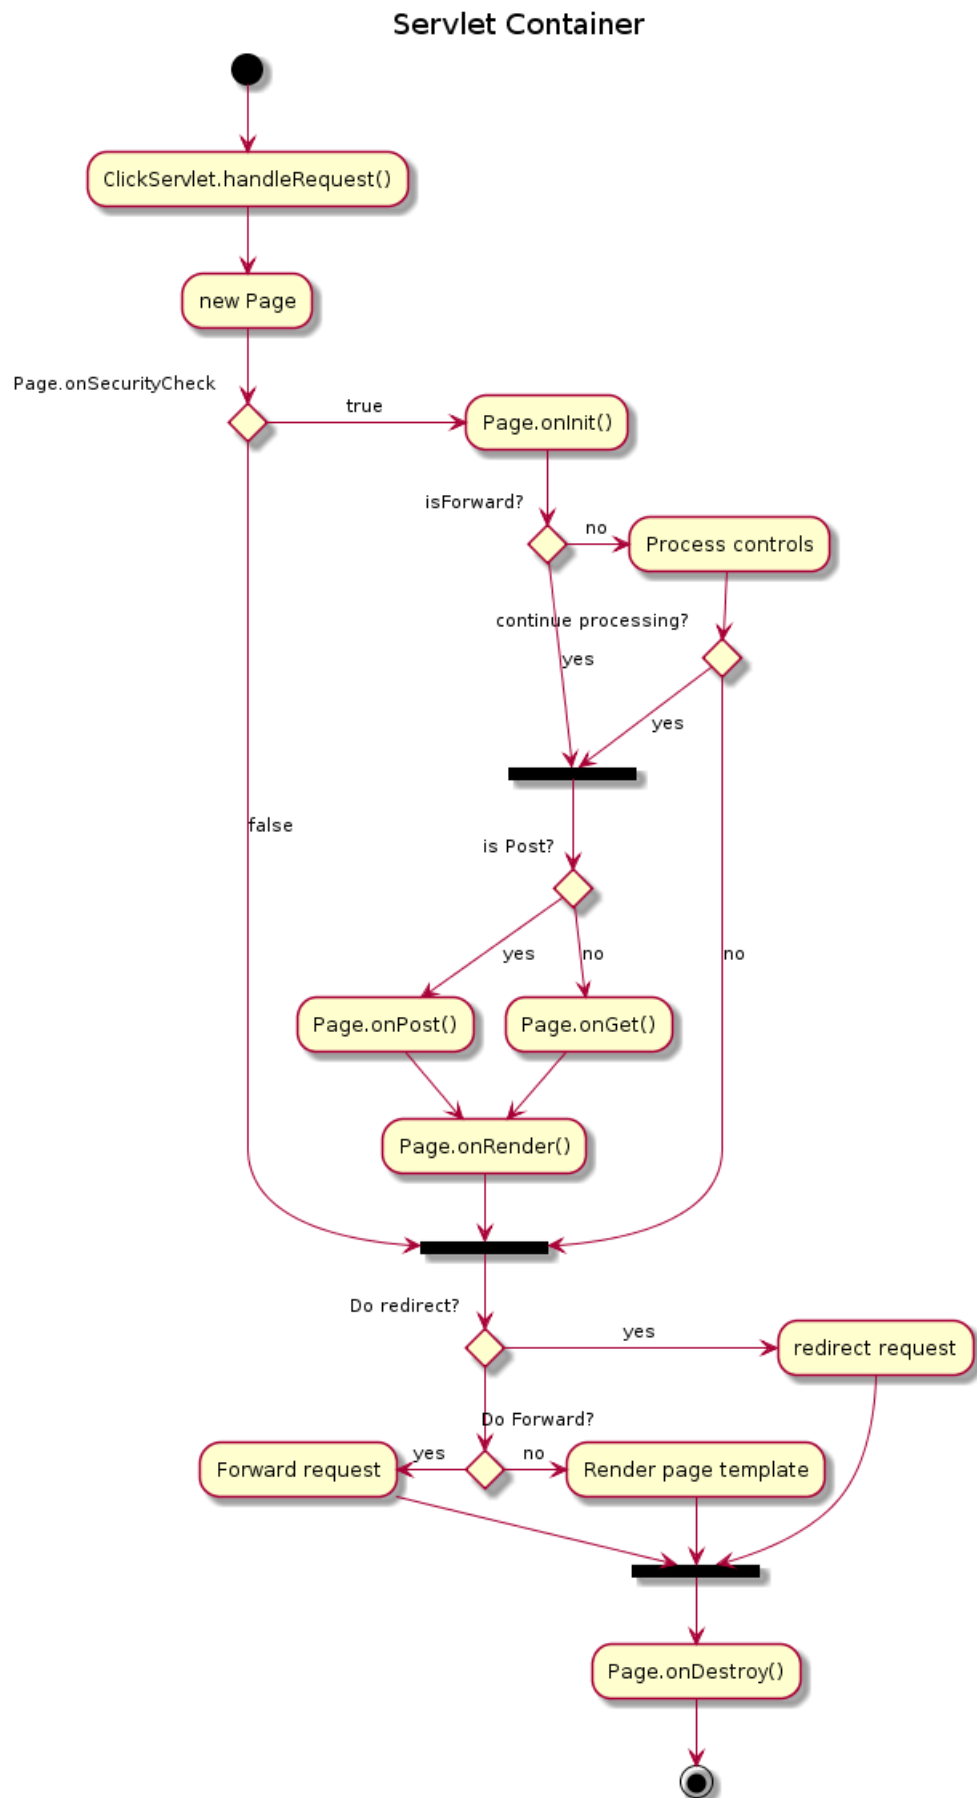 Servlet Container
ClickServlet.handleRequest()
new Page
Page.onSecurityCheck
true
Page.onInit()
isForward?
no
Process controls
continue processing?
yes
yes
false
is Post?
yes
no
no
Page.onPost()
Page.onGet()
Page.onRender()
Do redirect?
yes
redirect request
Do Forward?
yes
no
Forward request
Render page template
Page.onDestroy()